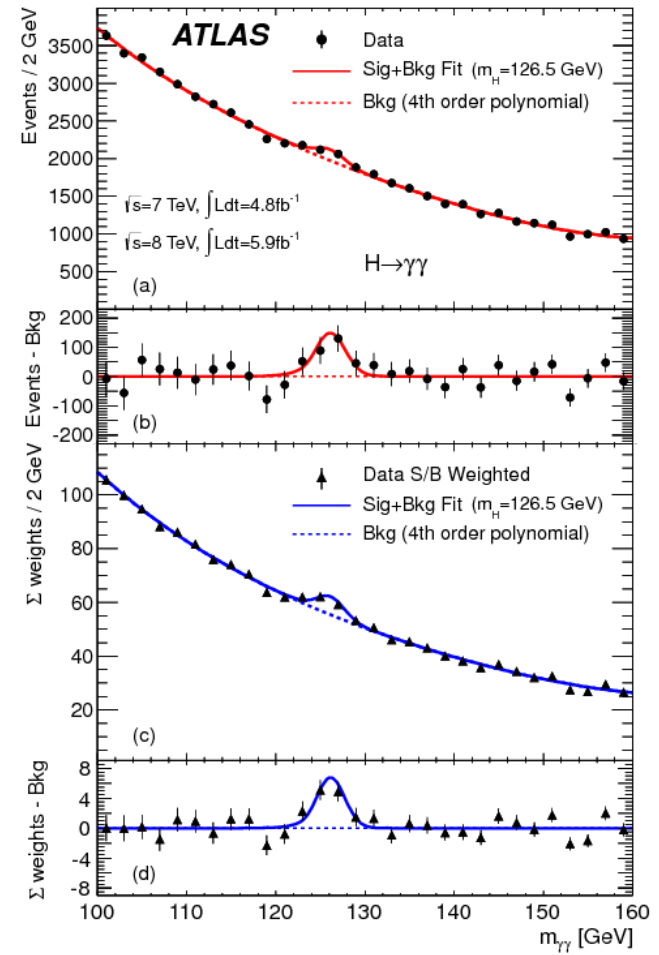 ATLAS
Data
Sig+Bkg Fit (m_H=126.5 GeV)
Bkg (4th order polynomial)
Events / 2 GeV
3500
3000
2500
2000
1500
1000
500
√s=7 TeV, ∫Ldt=4.8fb⁻¹
√s=8 TeV, ∫Ldt=5.9fb⁻¹
H→γγ
(a)
Events - Bkg
200
100
0
-100
-200
(b)
Data S/B Weighted
Sig+Bkg Fit (m_H=126.5 GeV)
Bkg (4th order polynomial)
Σ weights / 2 GeV
100
80
60
40
20
(c)
Σ weights - Bkg
8
4
0
-4
-8
(d)
100 110 120 130 140 150 160
m_γγ [GeV]